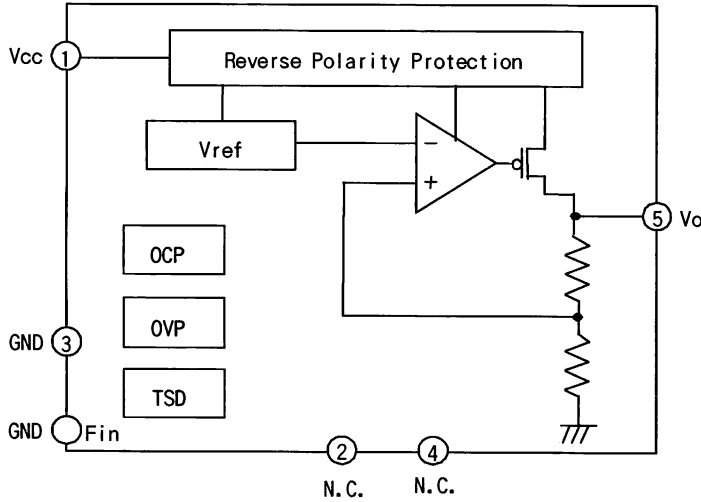 Vcc 1 Reverse Polarity Protection
Vref
−
+
5 Vo
OCP
OVP
GND 3
TSD
GND Fin
2 4
N.C. N.C.